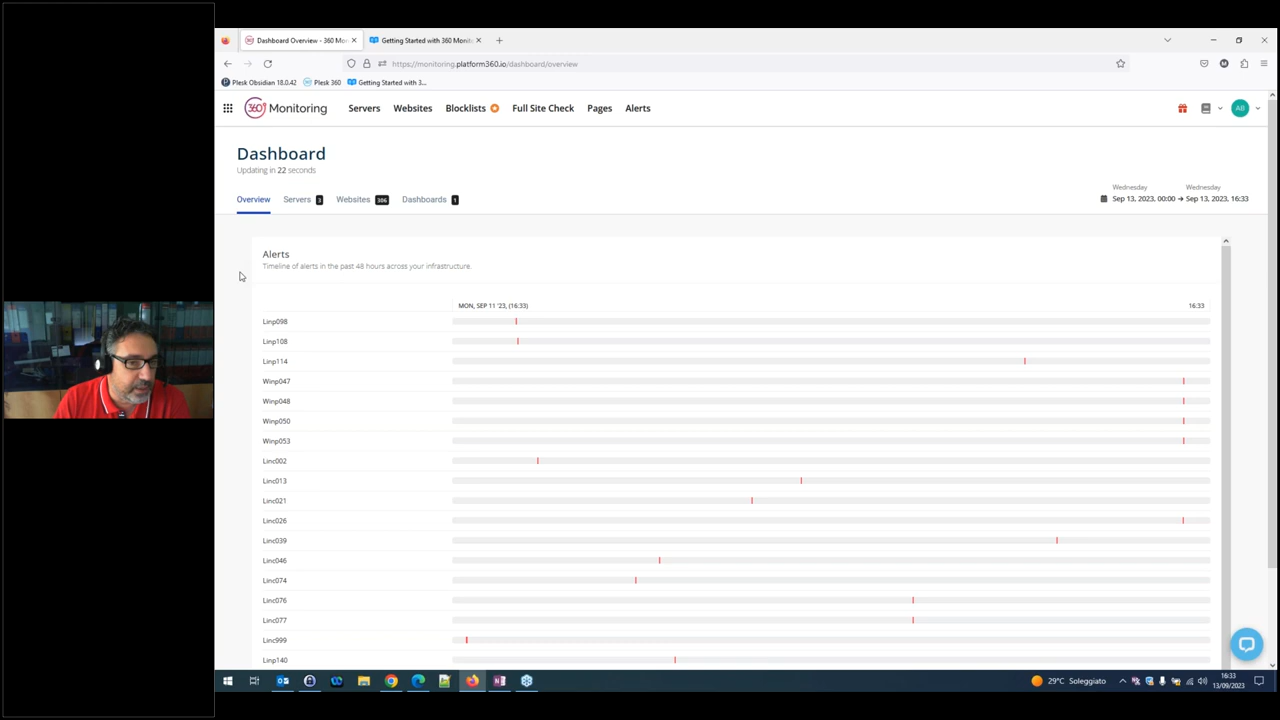 Dashboard Overview - 360 Mon
Getting Started with 360 Monito
https://monitoring.platform360.io/dashboard/overview
Plesk Obsidian 18.0.42
Plesk 360
Getting Started with 3...
360 Monitoring
Servers
Websites
Blocklists
Full Site Check
Pages
Alerts
AB
Dashboard
Updating in 22 seconds
Overview
Servers 3
Websites 306
Dashboards 1
Wednesday
Wednesday
Sep 13, 2023, 00:00 → Sep 13, 2023, 16:33
Alerts
Timeline of alerts in the past 48 hours across your infrastructure.
MON, SEP 11 '23, (16:33)
16:33
Linp098
Linp108
Linp114
Winp047
Winp048
Winp050
Winp053
Linc002
Linc013
Linc021
Linc026
Linc039
Linc046
Linc074
Linc076
Linc077
Linc999
Linp140
29°C Soleggiato
16:33
13/09/2023